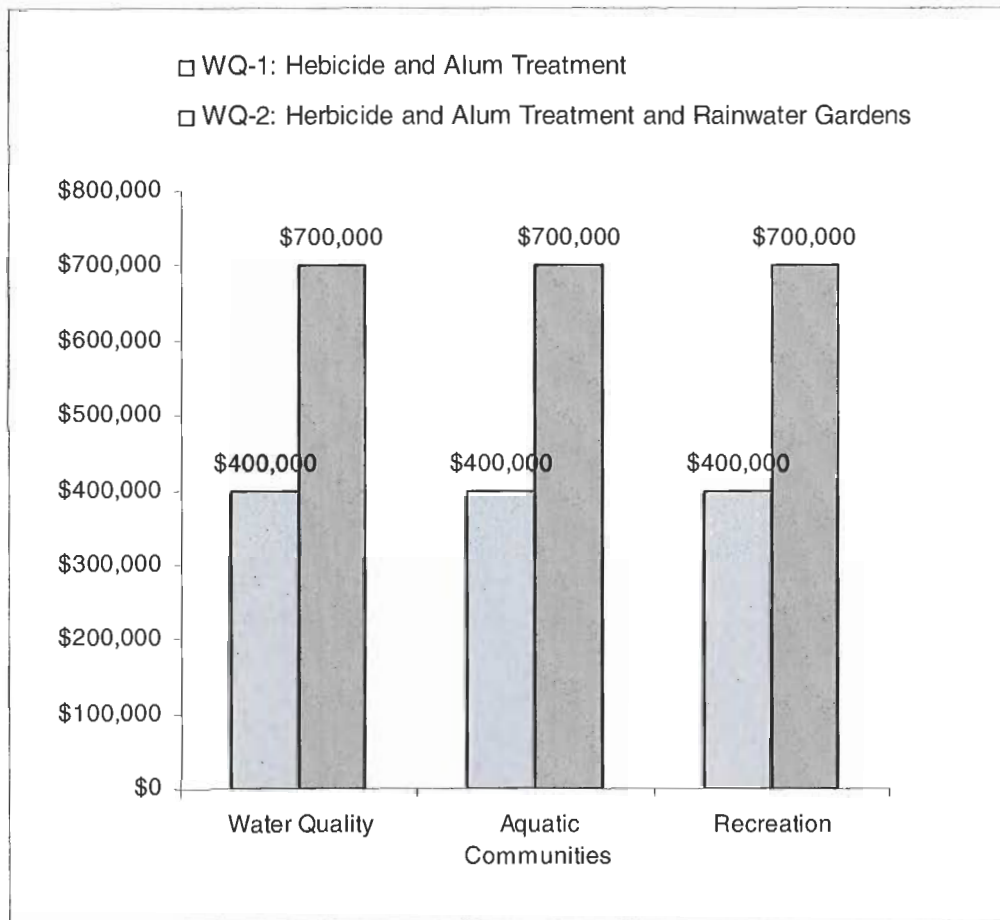 WQ-1: Hebicide and Alum Treatment
WQ-2: Herbicide and Alum Treatment and Rainwater Gardens
$800,000
$700,000
$600,000
$500,000
$400,000
$300,000
$200,000
$100,000
$0
$700,000
$700,000
$700,000
$400,000
$400,000
$400,000
Water Quality
Aquatic
Communities
Recreation